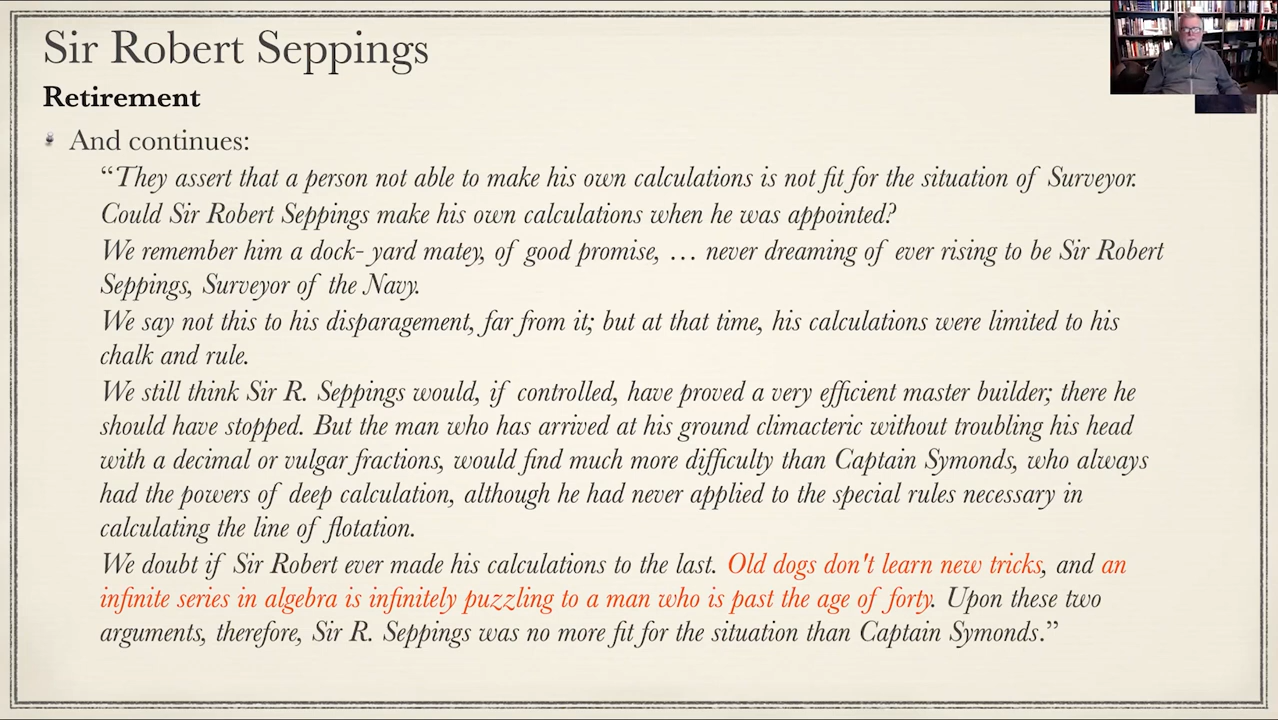 Sir Robert Seppings
Retirement
And continues:
“They assert that a person not able to make his own calculations is not fit for the situation of Surveyor.
Could Sir Robert Seppings make his own calculations when he was appointed?
We remember him a dock-yard matey, of good promise, … never dreaming of ever rising to be Sir Robert
Seppings, Surveyor of the Navy.
We say not this to his disparagement, far from it; but at that time, his calculations were limited to his
chalk and rule.
We still think Sir R. Seppings would, if controlled, have proved a very efficient master builder; there he
should have stopped. But the man who has arrived at his ground climacteric without troubling his head
with a decimal or vulgar fractions, would find much more difficulty than Captain Symonds, who always
had the powers of deep calculation, although he had never applied to the special rules necessary in
calculating the line of flotation.
We doubt if Sir Robert ever made his calculations to the last. Old dogs don't learn new tricks, and an
infinite series in algebra is infinitely puzzling to a man who is past the age of forty. Upon these two
arguments, therefore, Sir R. Seppings was no more fit for the situation than Captain Symonds.”